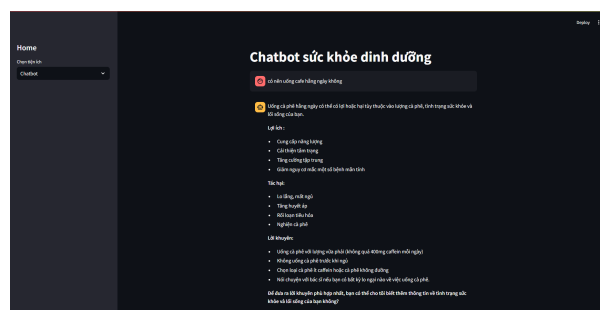 Deploy
Home
Chọn tiện ích
Chatbot
Chatbot sức khỏe dinh dưỡng
có nên uống cafe hằng ngày không
Uống cà phê hằng ngày có thể có lợi hoặc hại tùy thuộc vào lượng cà phê, tình trạng sức khỏe và
lối sống của bạn.
Lợi ích :
Cung cấp năng lượng
Cải thiện tâm trạng
Tăng cường tập trung
Giảm nguy cơ mắc một số bệnh mãn tính
Tác hại:
Lo lắng, mất ngủ
Tăng huyết áp
Rối loạn tiêu hóa
Nghiện cà phê
Lời khuyên:
Uống cà phê với lượng vừa phải (không quá 400mg caffein mỗi ngày)
Không uống cà phê trước khi ngủ
Chọn loại cà phê ít caffein hoặc cà phê không đường
Nói chuyện với bác sĩ nếu bạn có bất kỳ lo ngại nào về việc uống cà phê.
Để đưa ra lời khuyên phù hợp nhất, bạn có thể cho tôi biết thêm thông tin về tình trạng sức
khỏe và lối sống của bạn không?